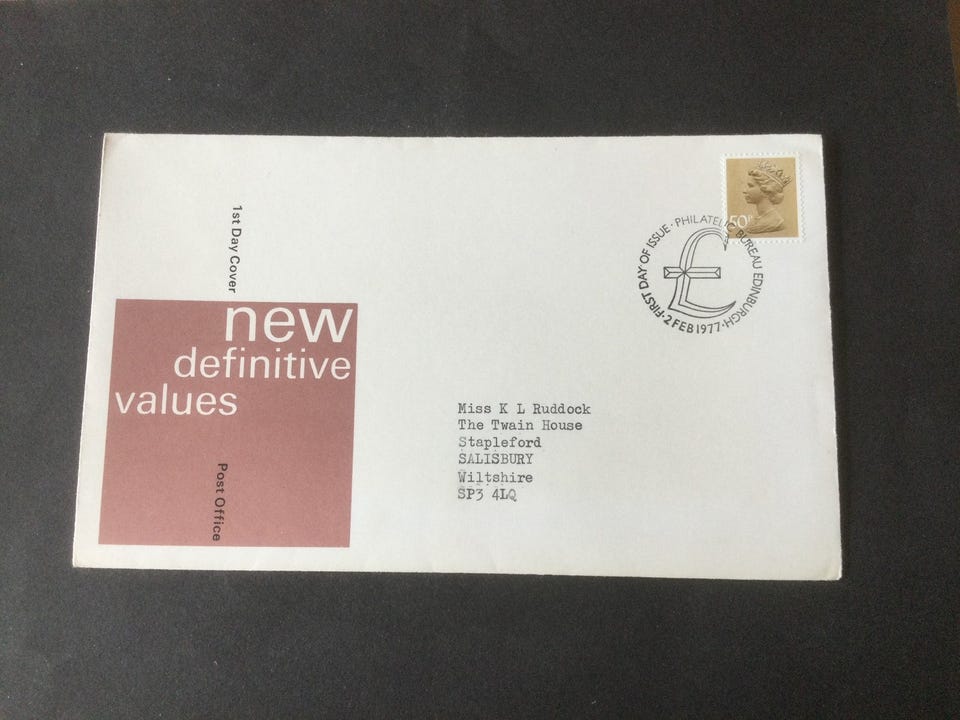 1st Day Cover
new
definitive
values
Post Office
50P
FIRST DAY OF ISSUE · PHILATELIC BUREAU EDINBURGH ·
2 FEB 1977 ·
£
Miss K L Ruddock
The Twain House
Stapleford
SALISBURY
Wiltshire
SP3 4LQ